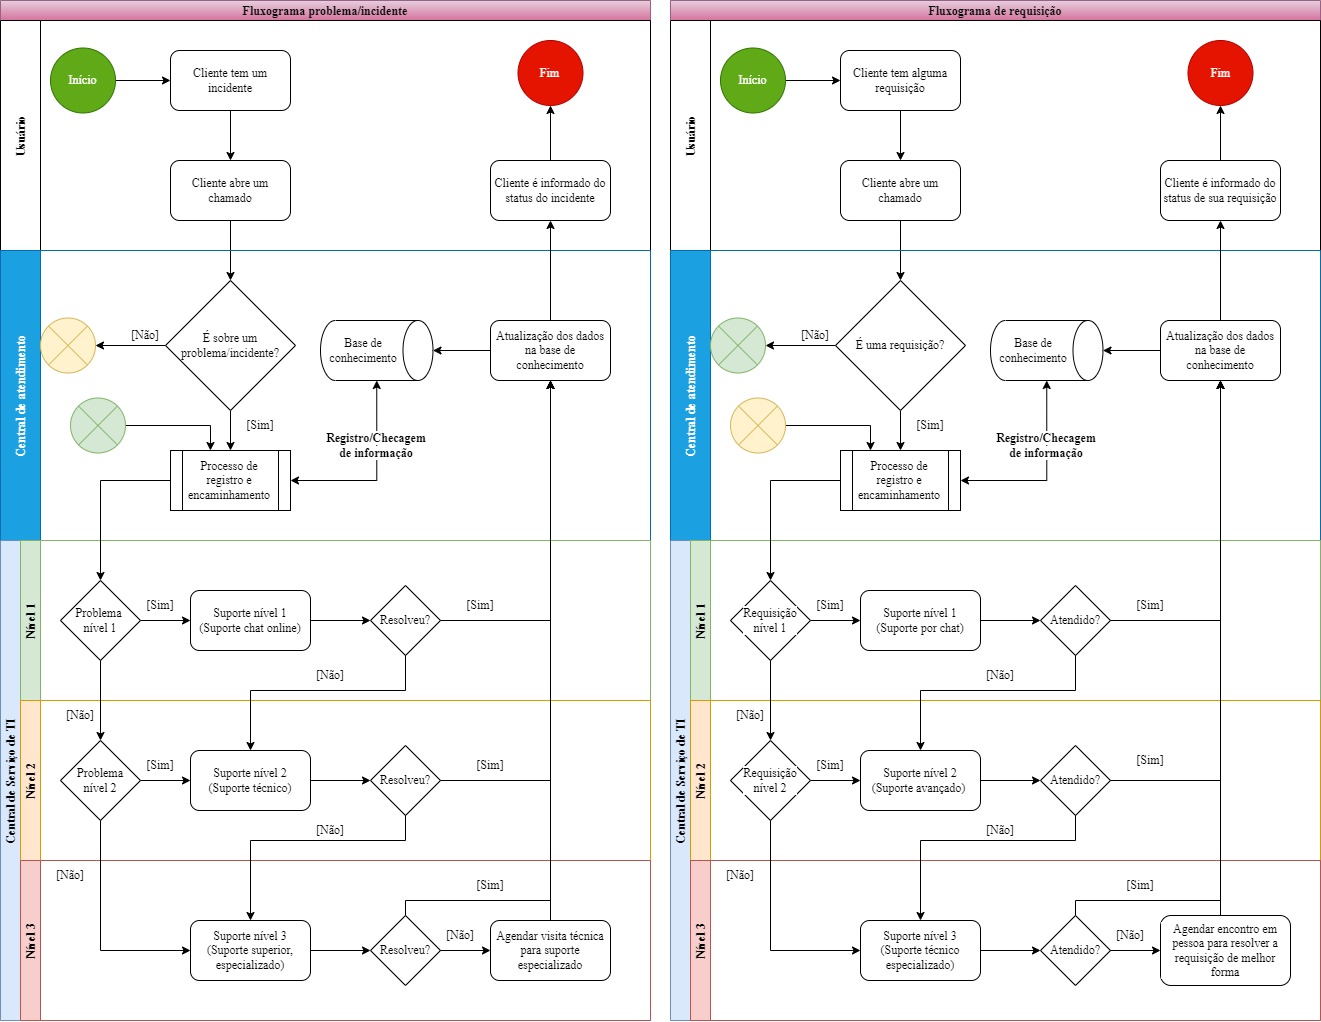 Fluxograma problema/incidente
Usuário
Início
Cliente tem um
incidente
Cliente abre um
chamado
Fim
Cliente é informado do
status do incidente
Central de atendimento
É sobre um
problema/incidente?
[Não]
[Sim]
Base de
conhecimento
Atualização dos dados
na base de
conhecimento
Registro/Checagem
de informação
Processo de
registro e
encaminhamento
Central de Serviço de TI
Nível 1
Problema
nível 1
[Sim]
Suporte nível 1
(Suporte chat online)
Resolveu?
[Sim]
[Não]
[Não]
Nível 2
Problema
nível 2
[Sim]
Suporte nível 2
(Suporte técnico)
Resolveu?
[Sim]
[Não]
[Não]
Nível 3
Suporte nível 3
(Suporte superior,
especializado)
Resolveu?
[Sim]
[Não]
Agendar visita técnica
para suporte
especializado
Fluxograma de requisição
Usuário
Início
Cliente tem alguma
requisição
Cliente abre um
chamado
Fim
Cliente é informado do
status de sua requisição
Central de atendimento
É uma requisição?
[Não]
[Sim]
Base de
conhecimento
Atualização dos dados
na base de
conhecimento
Registro/Checagem
de informação
Processo de
registro e
encaminhamento
Central de Serviço de TI
Nível 1
Requisição
nível 1
[Sim]
Suporte nível 1
(Suporte por chat)
Atendido?
[Sim]
[Não]
[Não]
Nível 2
Requisição
nível 2
[Sim]
Suporte nível 2
(Suporte avançado)
Atendido?
[Sim]
[Não]
[Não]
Nível 3
Suporte nível 3
(Suporte técnico
especializado)
Atendido?
[Sim]
[Não]
Agendar encontro em
pessoa para resolver a
requisição de melhor
forma